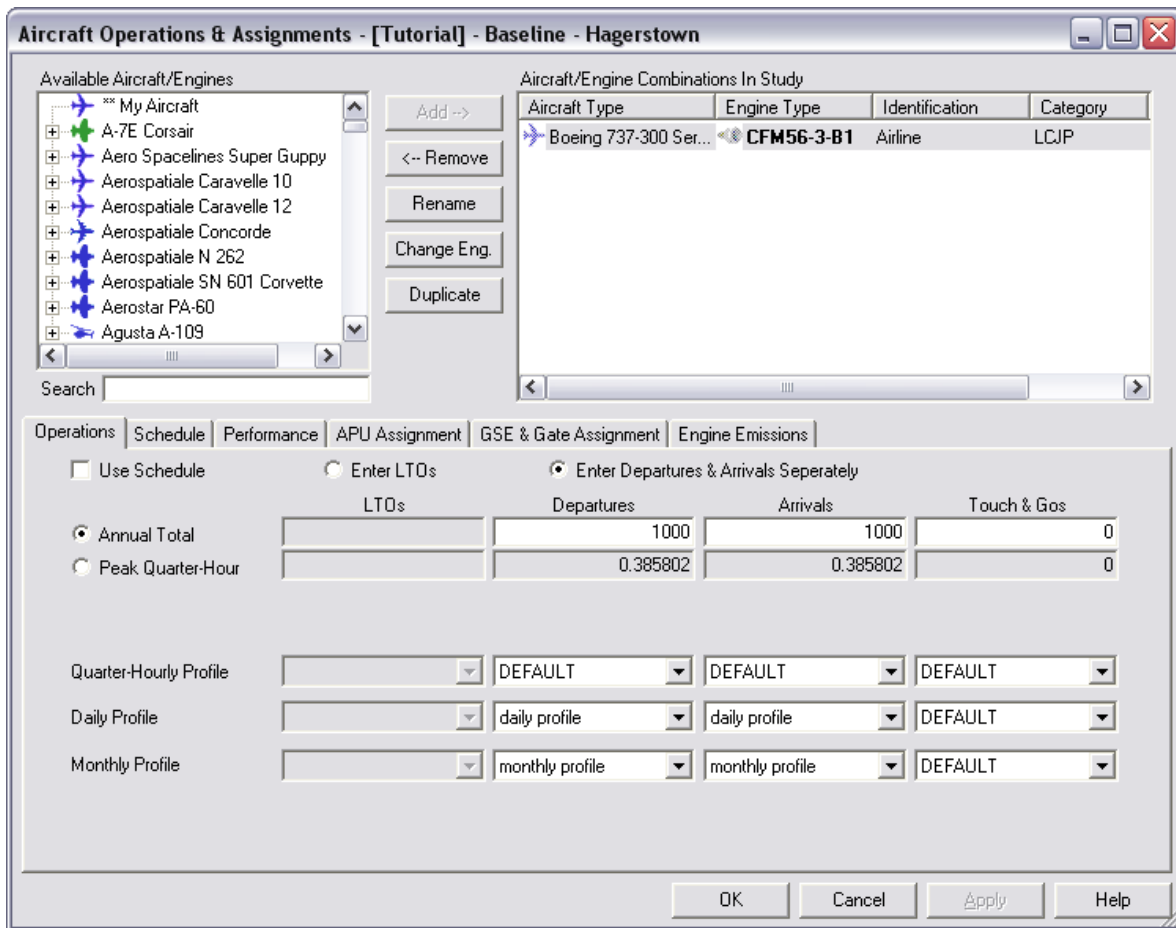 Aircraft Operations & Assignments - [Tutorial] - Baseline - Hagerstown
Available Aircraft/Engines
** My Aircraft
A-7E Corsair
Aero Spacelines Super Guppy
Aerospatiale Caravelle 10
Aerospatiale Caravelle 12
Aerospatiale Concorde
Aerospatiale N 262
Aerospatiale SN 601 Corvette
Aerostar PA-60
Agusta A-109
Search
Add -->
<-- Remove
Rename
Change Eng.
Duplicate
Aircraft/Engine Combinations In Study
Aircraft Type Engine Type Identification Category
Boeing 737-300 Ser... CFM56-3-B1 Airline LCJP
Operations Schedule Performance APU Assignment GSE & Gate Assignment Engine Emissions
Use Schedule Enter LTOs Enter Departures & Arrivals Seperately
LTOs Departures Arrivals Touch & Gos
Annual Total 1000 1000 0
Peak Quarter-Hour 0.385802 0.385802 0
Quarter-Hourly Profile DEFAULT DEFAULT DEFAULT
Daily Profile daily profile daily profile DEFAULT
Monthly Profile monthly profile monthly profile DEFAULT
OK Cancel Apply Help